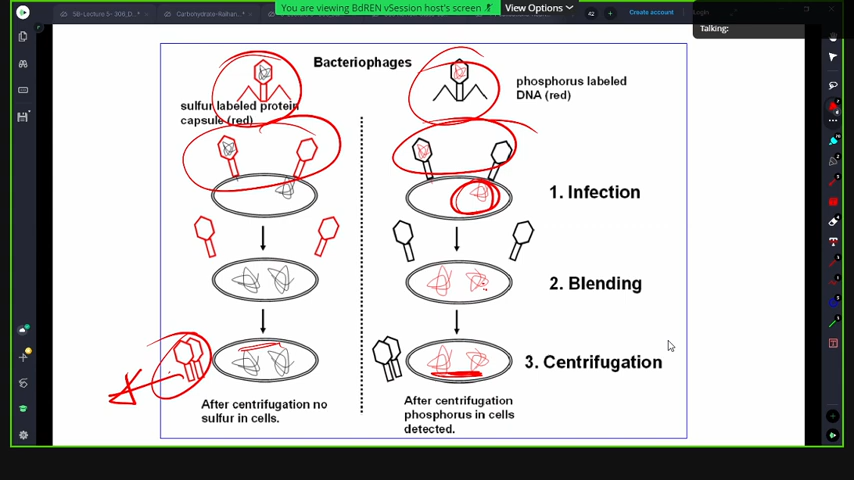 You are viewing BdREN vSession host's screen
View Options
Create account
Login
Talking:
Bacteriophages
sulfur labeled protein
capsule (red)
phosphorus labeled
DNA (red)
1. Infection
2. Blending
3. Centrifugation
After centrifugation no
sulfur in cells.
After centrifugation
phosphorus in cells
detected.